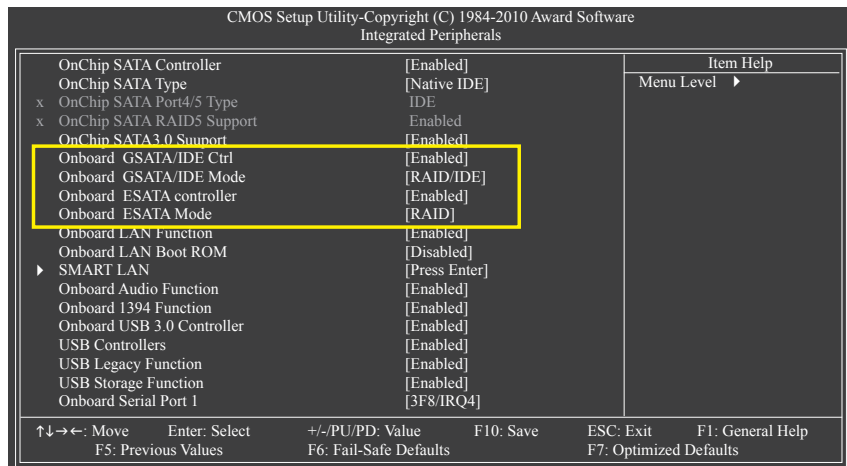 CMOS Setup Utility-Copyright (C) 1984-2010 Award Software
Integrated Peripherals
OnChip SATA Controller [Enabled]
OnChip SATA Type [Native IDE]
x OnChip SATA Port4/5 Type IDE
x OnChip SATA RAID5 Support Enabled
OnChip SATA3.0 Suuport [Enabled]
Onboard GSATA/IDE Ctrl [Enabled]
Onboard GSATA/IDE Mode [RAID/IDE]
Onboard ESATA controller [Enabled]
Onboard ESATA Mode [RAID]
Onboard LAN Function [Enabled]
Onboard LAN Boot ROM [Disabled]
SMART LAN [Press Enter]
Onboard Audio Function [Enabled]
Onboard 1394 Function [Enabled]
Onboard USB 3.0 Controller [Enabled]
USB Controllers [Enabled]
USB Legacy Function [Enabled]
USB Storage Function [Enabled]
Onboard Serial Port 1 [3F8/IRQ4]
Item Help
Menu Level
↑↓→←: Move Enter: Select +/-/PU/PD: Value F10: Save ESC: Exit F1: General Help
F5: Previous Values F6: Fail-Safe Defaults F7: Optimized Defaults